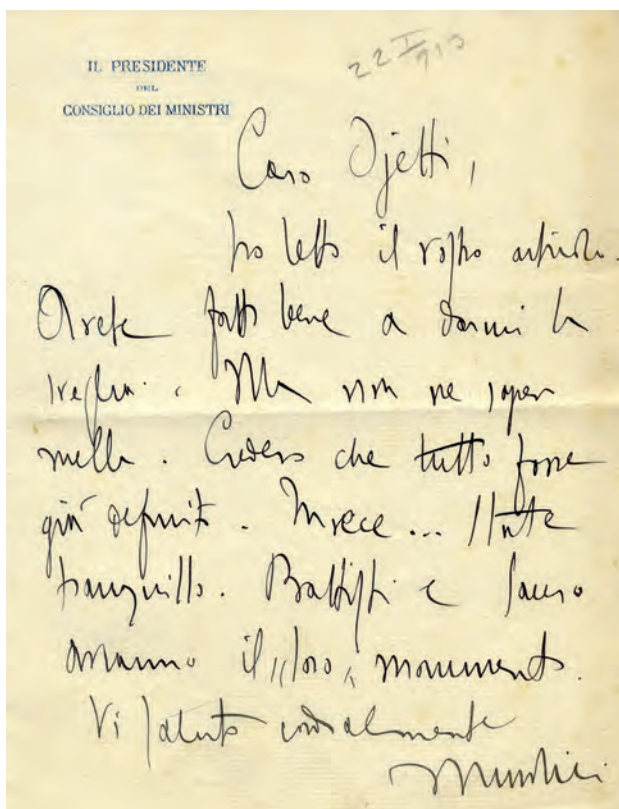 IL PRESIDENTE
DEL
CONSIGLIO DEI MINISTRI
22 I
Caro Ojetti,
ho letto il vostro articolo.
Avete fatto bene a darmi la
sveglia. Ma non ne sapevo
nulla. Credevo che tutto fosse
già definito. Invece... State
tranquillo. Battisti e Sauro
avranno il "loro" monumento.
Vi saluto cordialmente
Mussolini